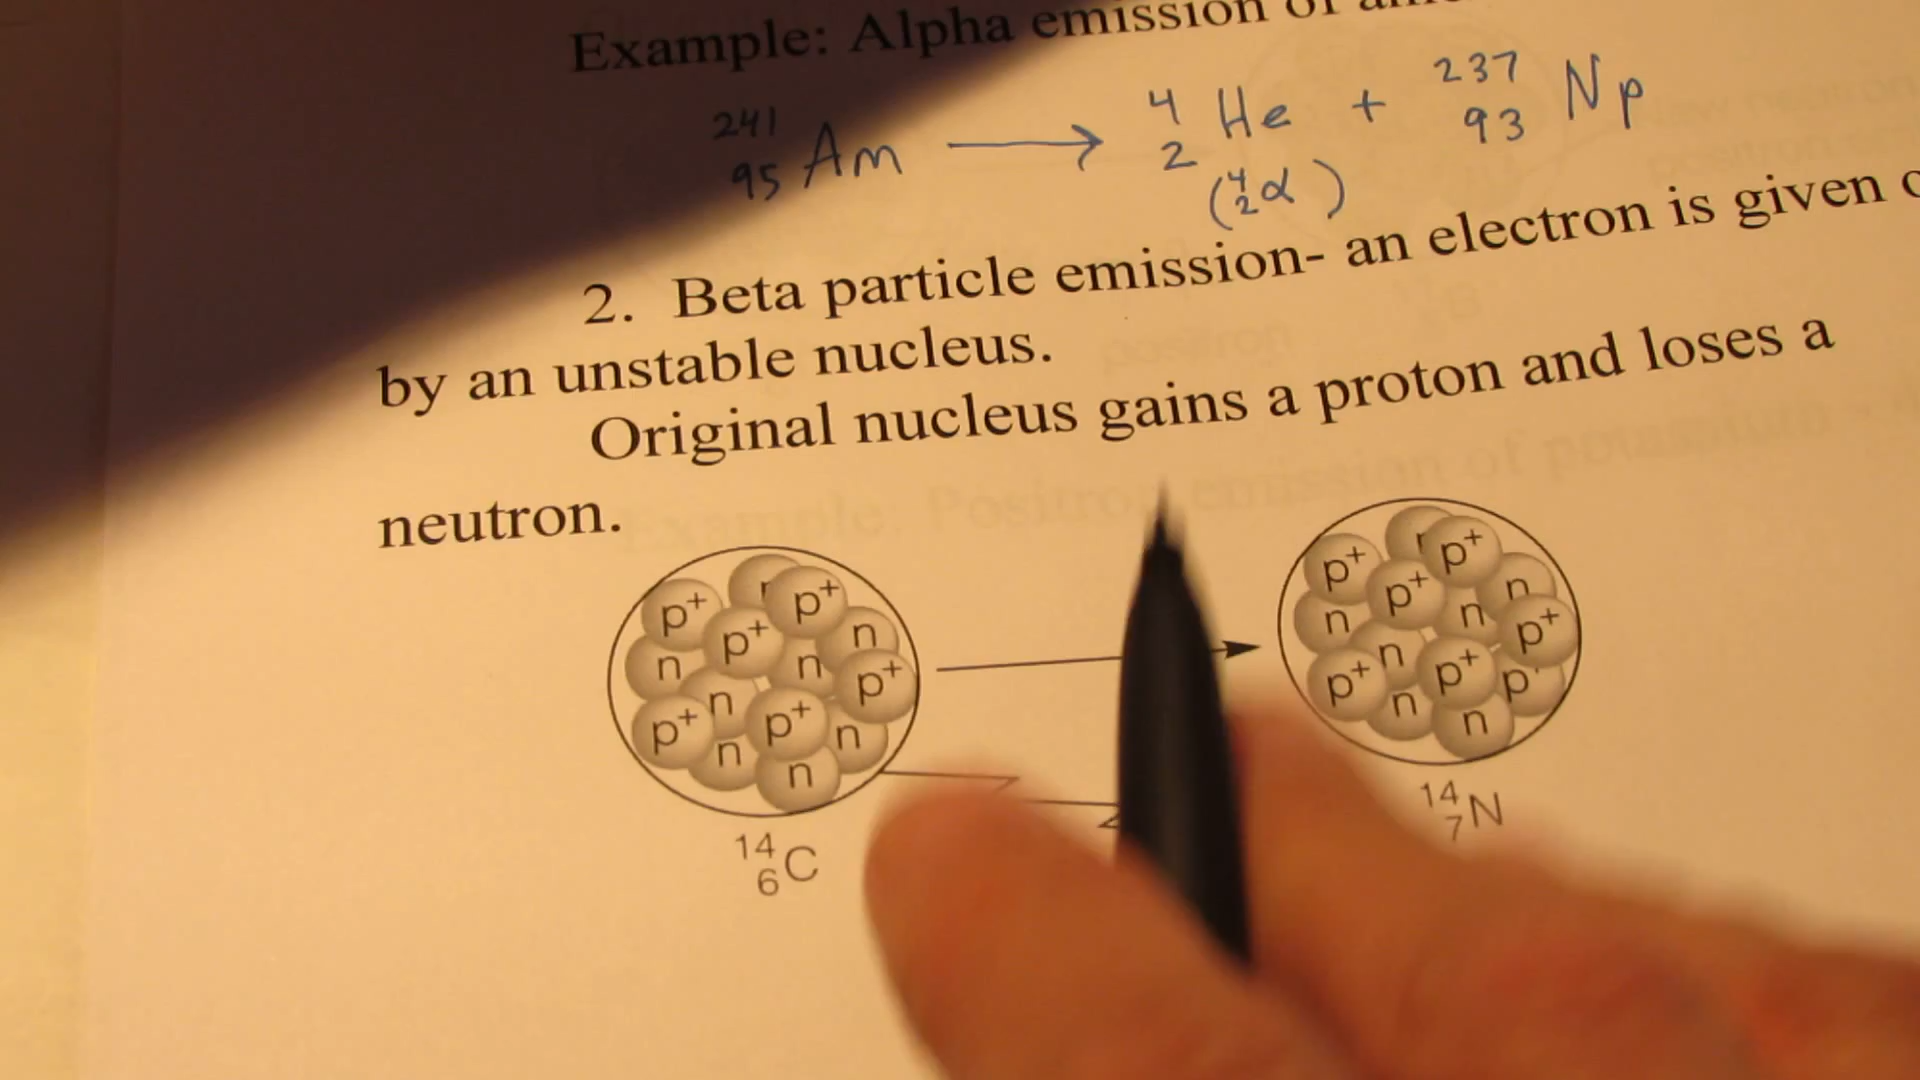 Example: Alpha emission of
241 95 Am → 4 2 He + 237 93 Np
(4 2 α)
2. Beta particle emission- an electron is given
by an unstable nucleus.
Original nucleus gains a proton and loses a
neutron.
p+ p+ p+ n n n p+ n p+ p+ n n n
p+ p+ p+ n n n p+ n p+ p+ p n n
14 6 C
14 7 N